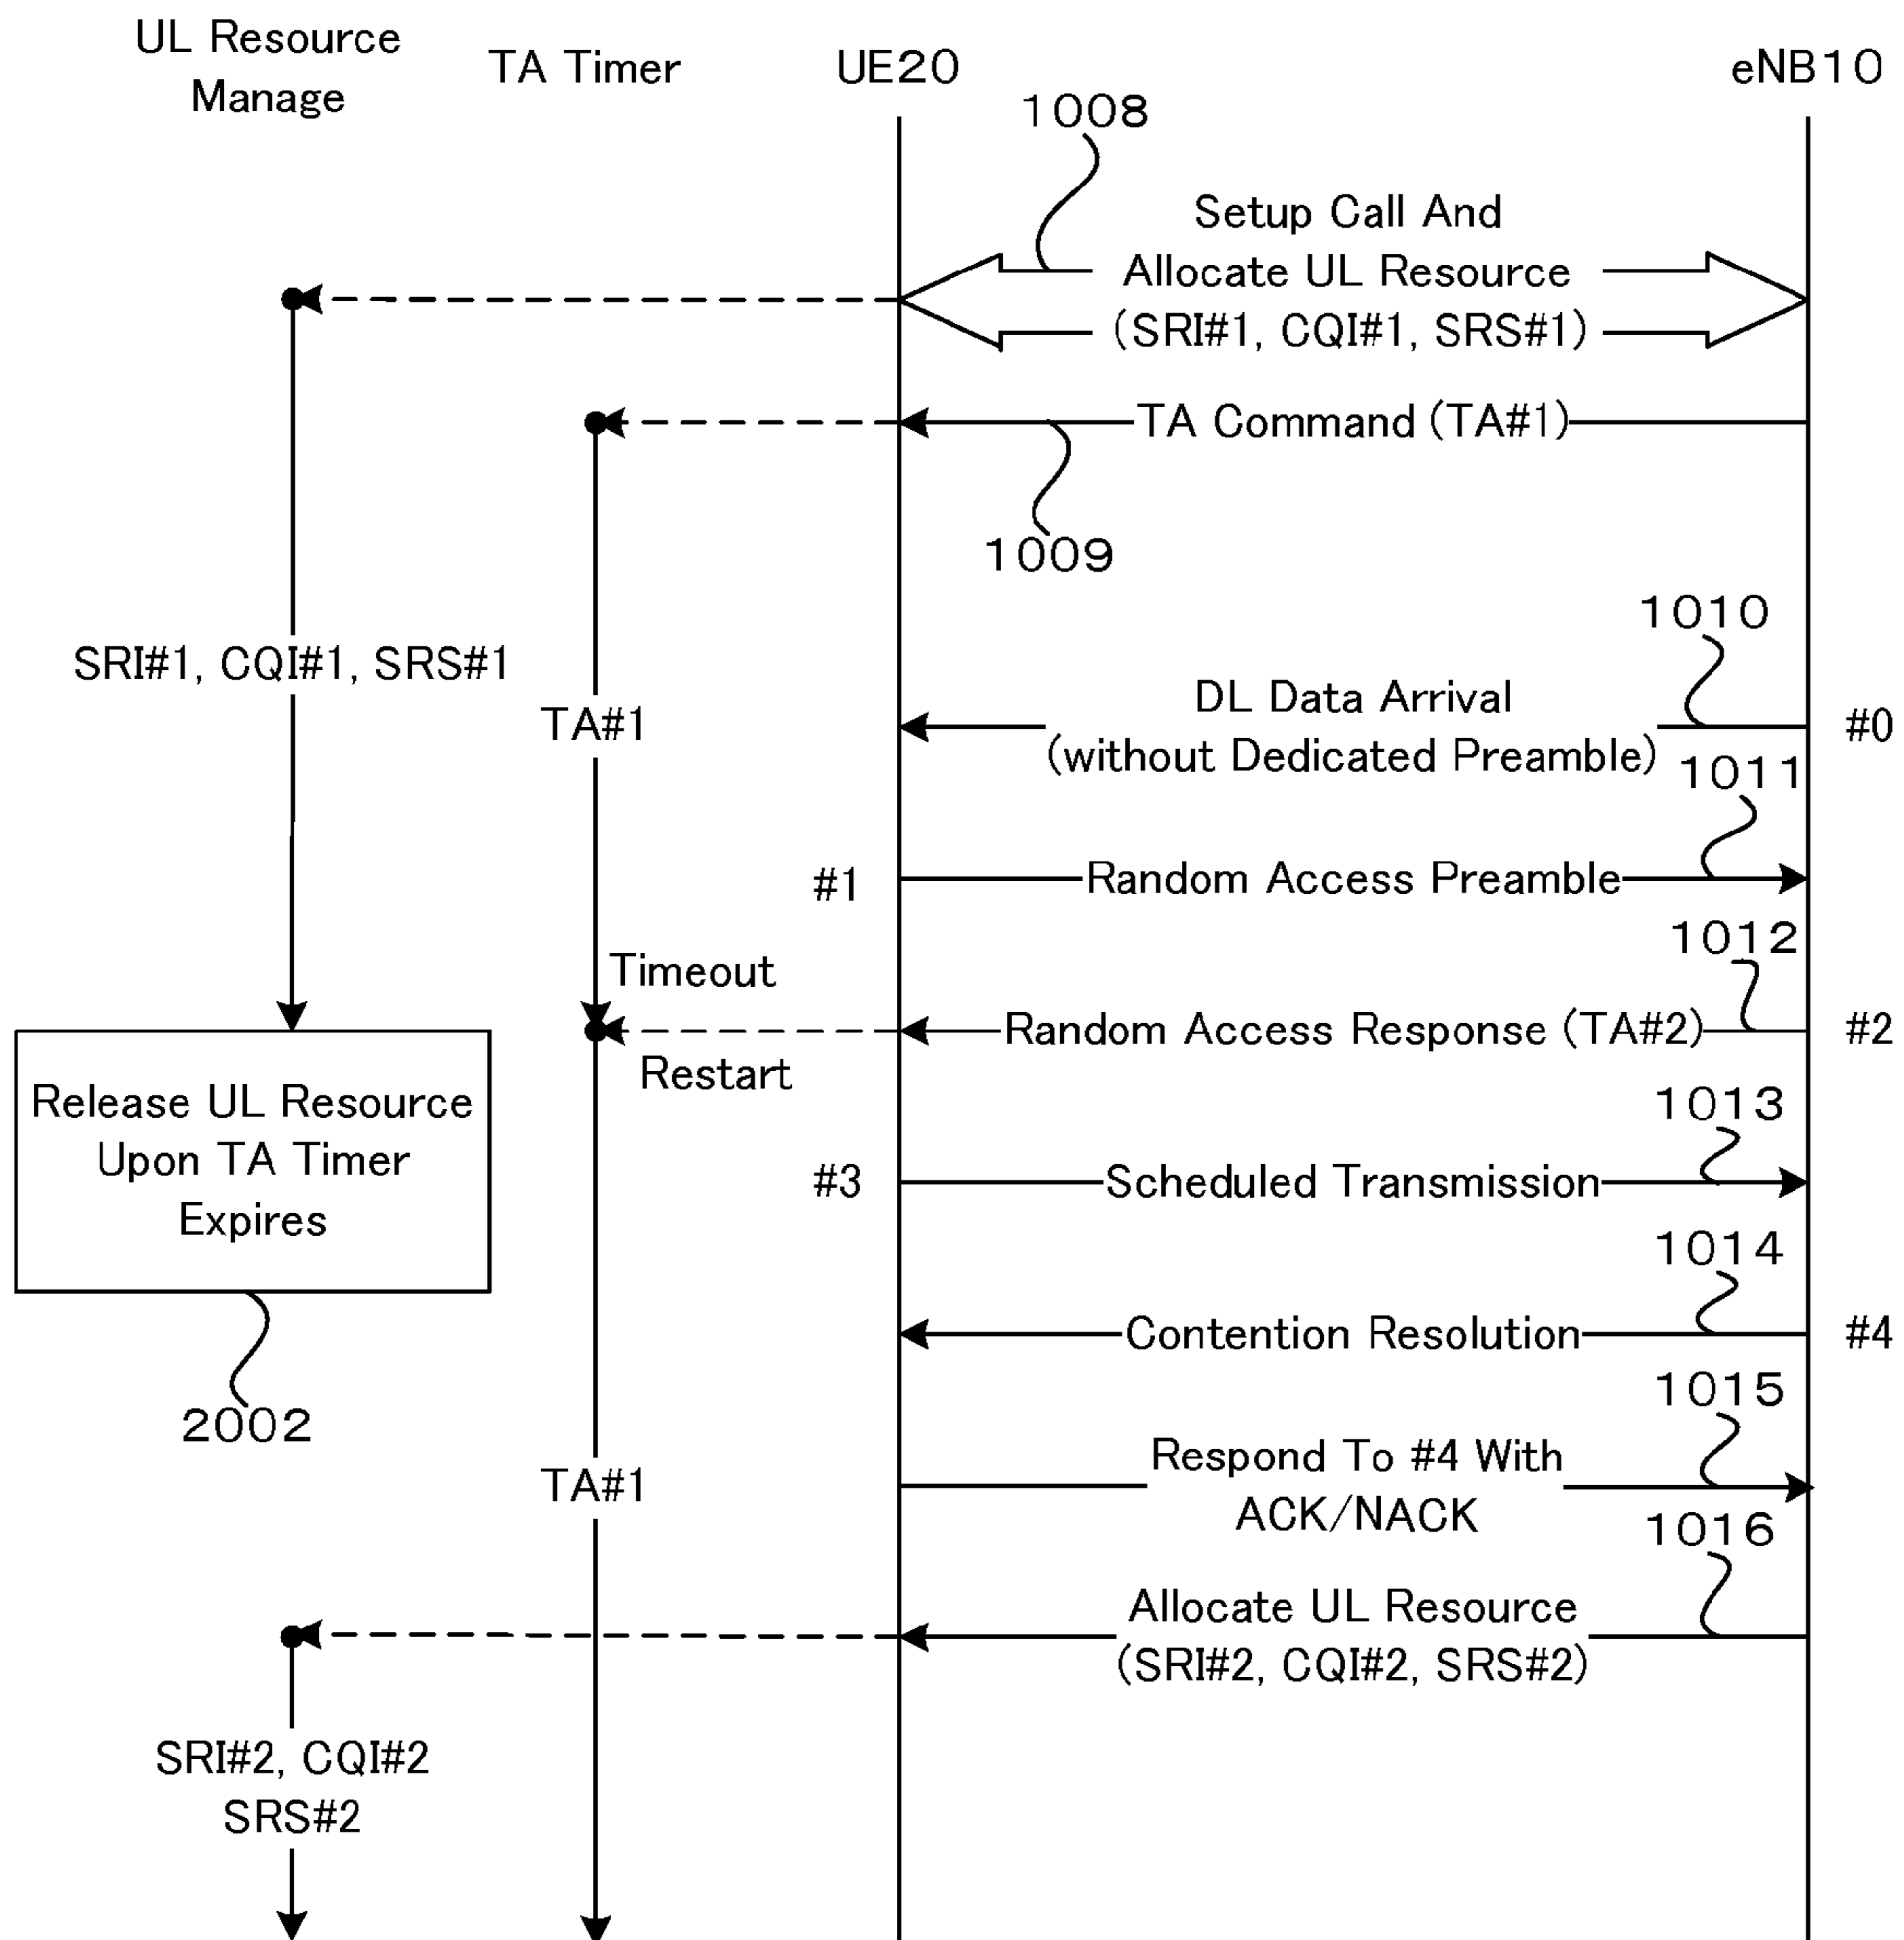 UL Resource
Manage
TA Timer
UE20
eNB10
1008
Setup Call And
Allocate UL Resource
(SRI#1, CQI#1, SRS#1)
TA Command (TA#1)
1009
1010
SRI#1, CQI#1, SRS#1
TA#1
DL Data Arrival
(without Dedicated Preamble)
#0
1011
#1
Random Access Preamble
1012
Timeout
Random Access Response (TA#2)
#2
Restart
Release UL Resource
Upon TA Timer
Expires
1013
#3
Scheduled Transmission
1014
Contention Resolution
#4
2002
1015
TA#1
Respond To #4 With
ACK/NACK
1016
Allocate UL Resource
(SRI#2, CQI#2, SRS#2)
SRI#2, CQI#2
SRS#2